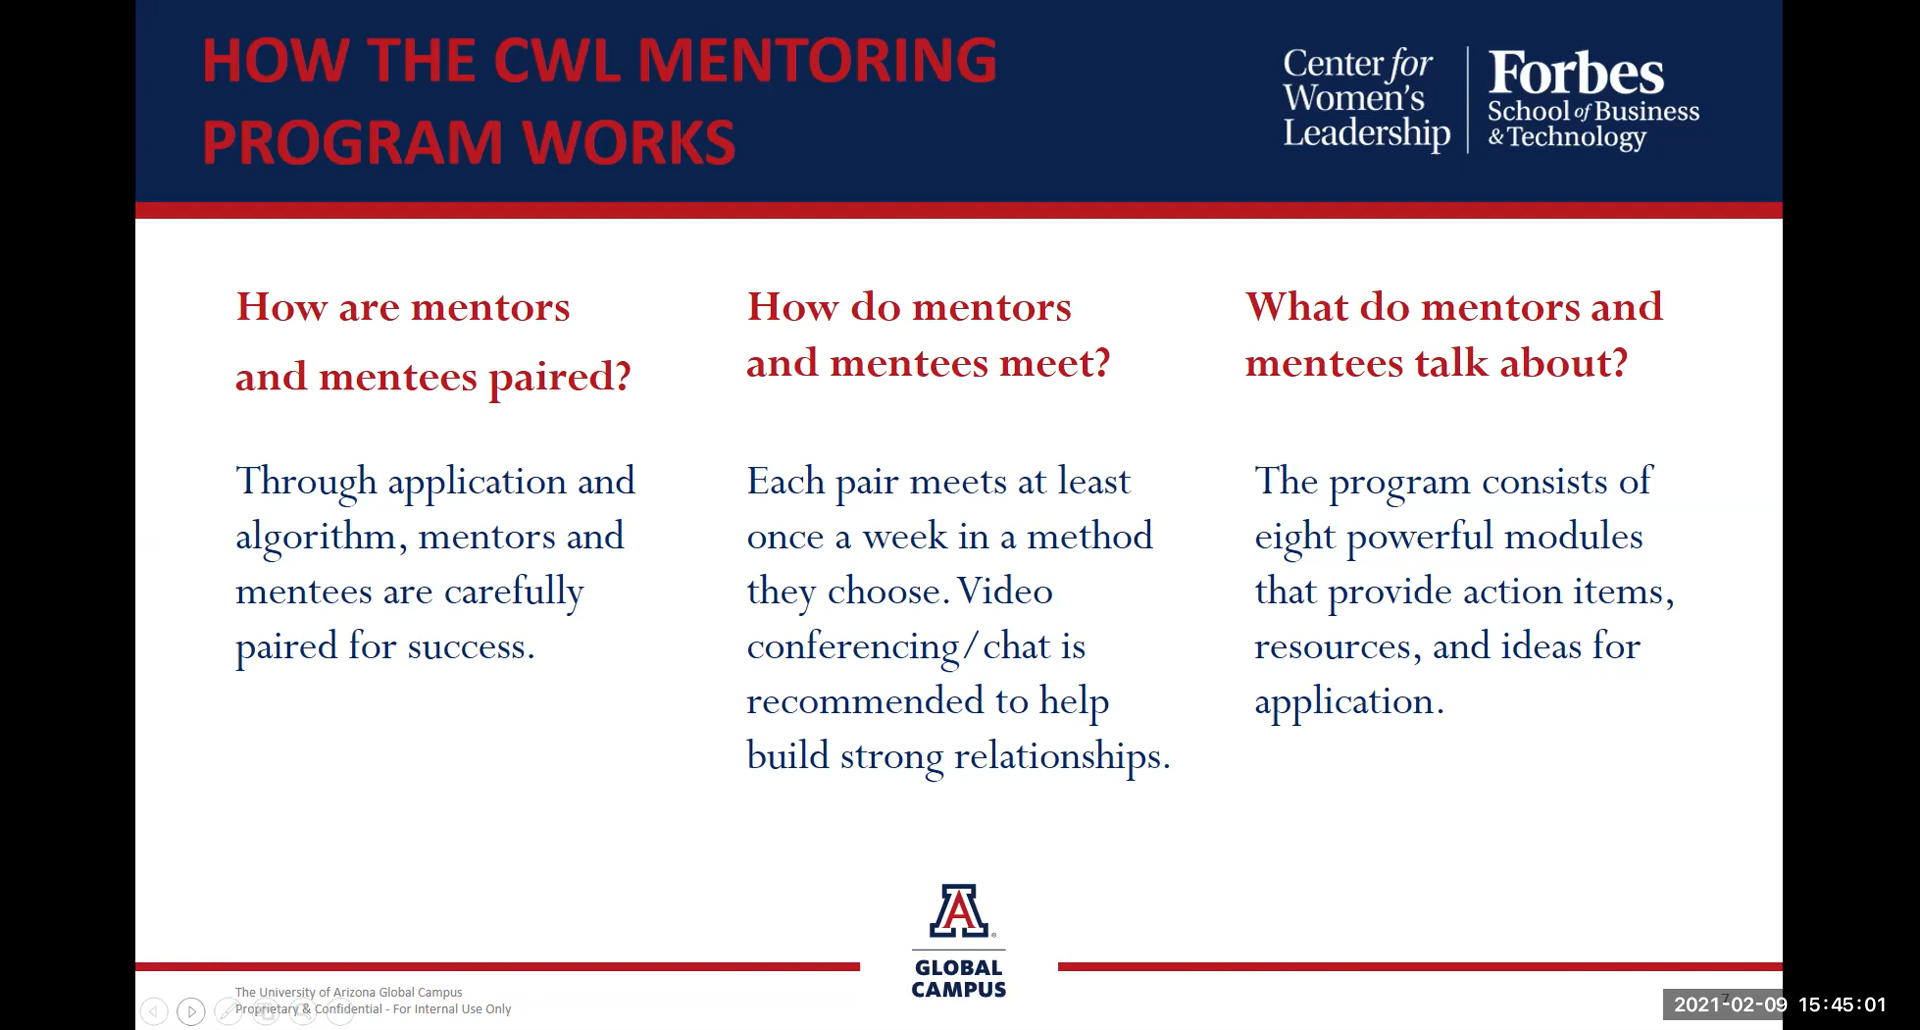 HOW THE CWL MENTORING
PROGRAM WORKS
Center for
Women's
Leadership
Forbes
School of Business
& Technology
How are mentors
and mentees paired?
Through application and
algorithm, mentors and
mentees are carefully
paired for success.
How do mentors
and mentees meet?
Each pair meets at least
once a week in a method
they choose. Video
conferencing/chat is
recommended to help
build strong relationships.
What do mentors and
mentees talk about?
The program consists of
eight powerful modules
that provide action items,
resources, and ideas for
application.
A
GLOBAL
CAMPUS
The University of Arizona Global Campus
Proprietary & Confidential - For Internal Use Only
7
2021-02-09 15:45:01